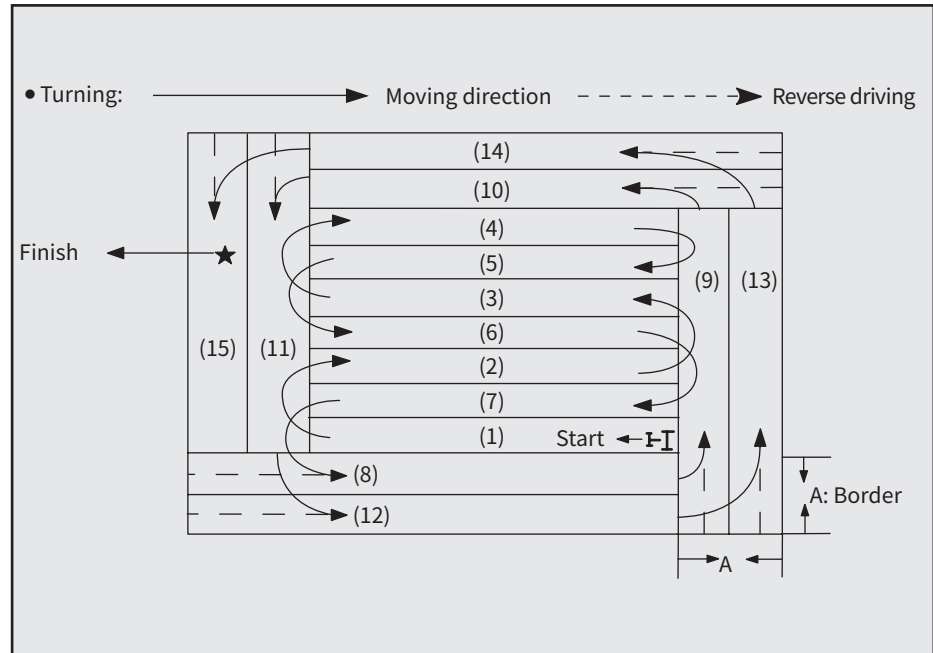 • Turning: Moving direction Reverse driving
(14)
(10)
(4)
Finish
(5)
(9) (13)
(3)
(6)
(15) (11)
(2)
(7)
(1) Start
(8)
A: Border
(12)
A